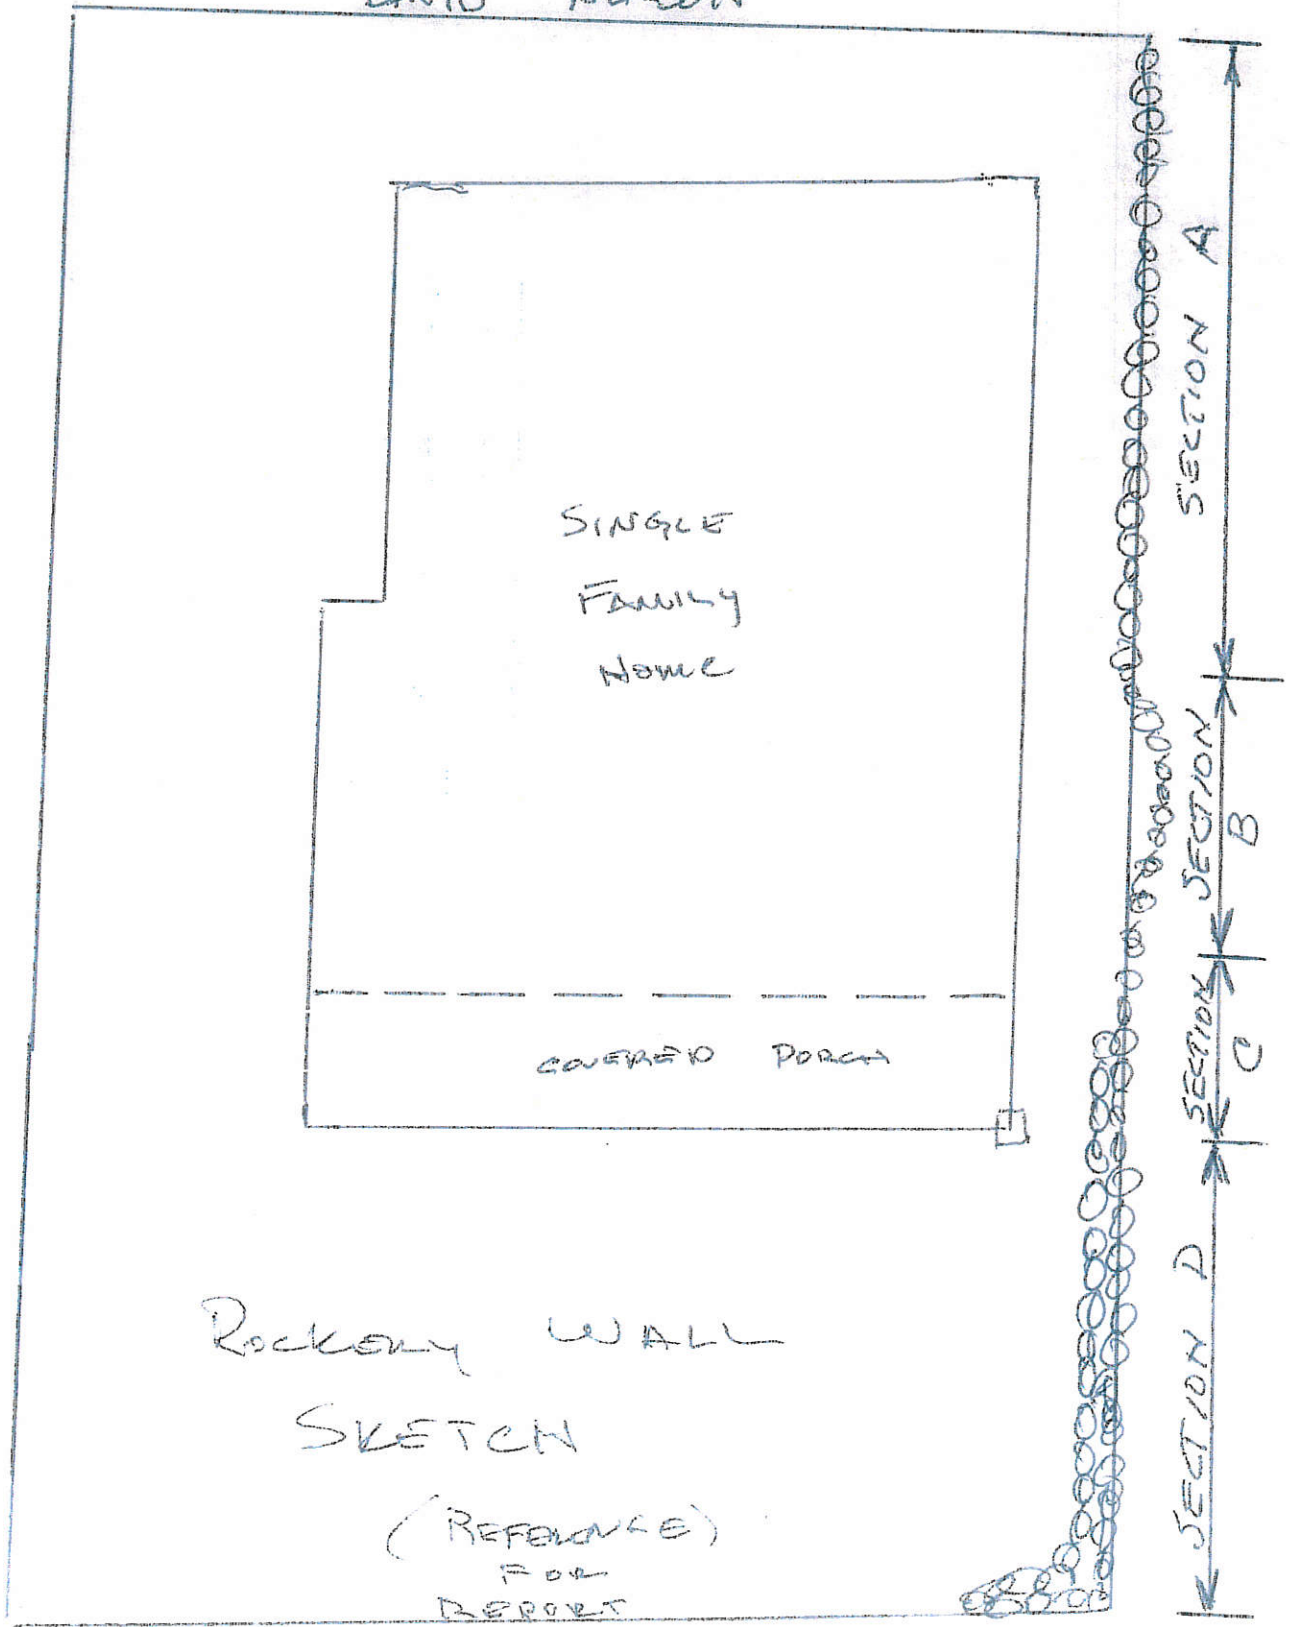 SECTION A
SINGLE
FAMILY
HOME
SECTION
B
SECTION
C
COVERED PORCH
SECTION D
ROCKERY WALL
SKETCH
(REFERENCE)
FOR
REPORT